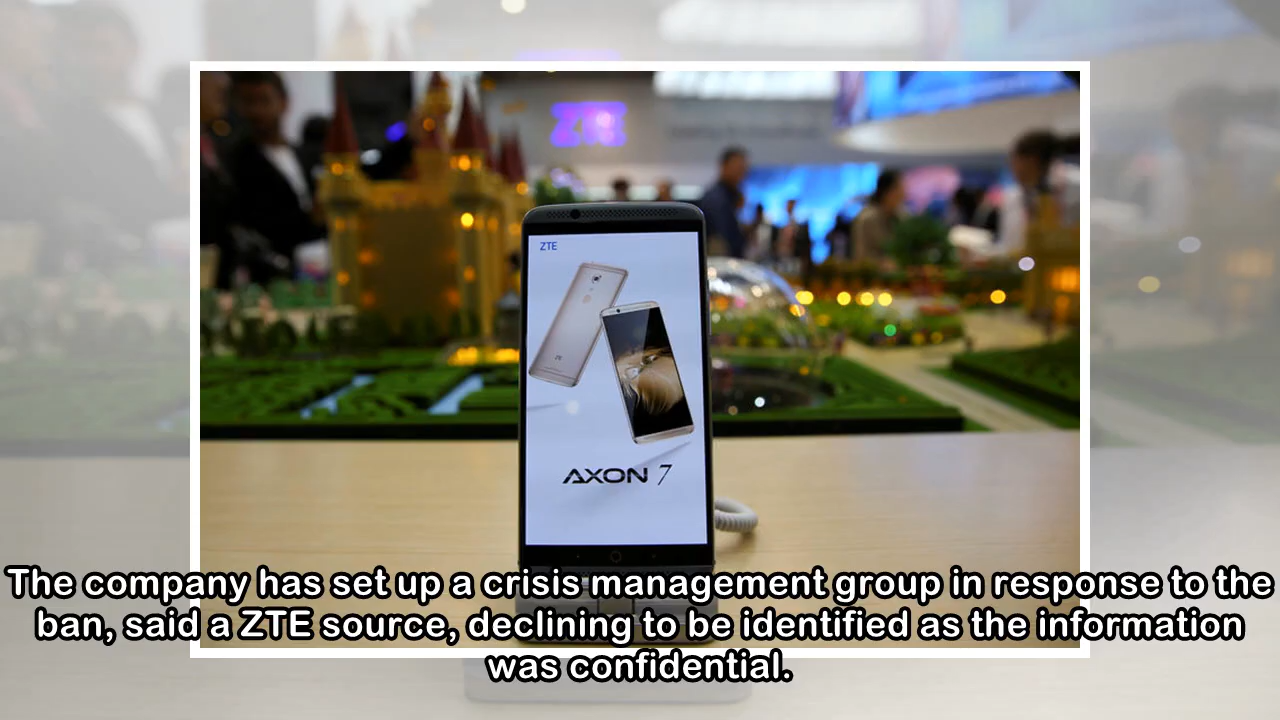 ZTE
ZTE
AXON 7
The company has set up a crisis management group in response to the
ban, said a ZTE source, declining to be identified as the information
was confidential.